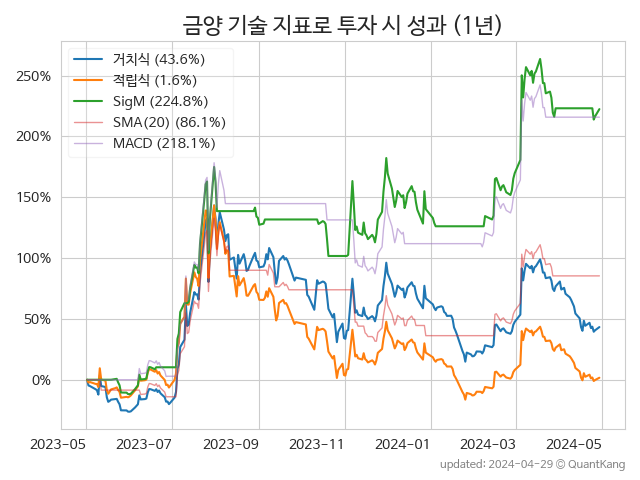 금양 기술 지표로 투자 시 성과 (1년)
거치식 (43.6%)
적립식 (1.6%)
SigM (224.8%)
SMA(20) (86.1%)
MACD (218.1%)
250%
200%
150%
100%
50%
0%
2023-05 2023-07 2023-09 2023-11 2024-01 2024-03 2024-05
updated: 2024-04-29 © QuantKang